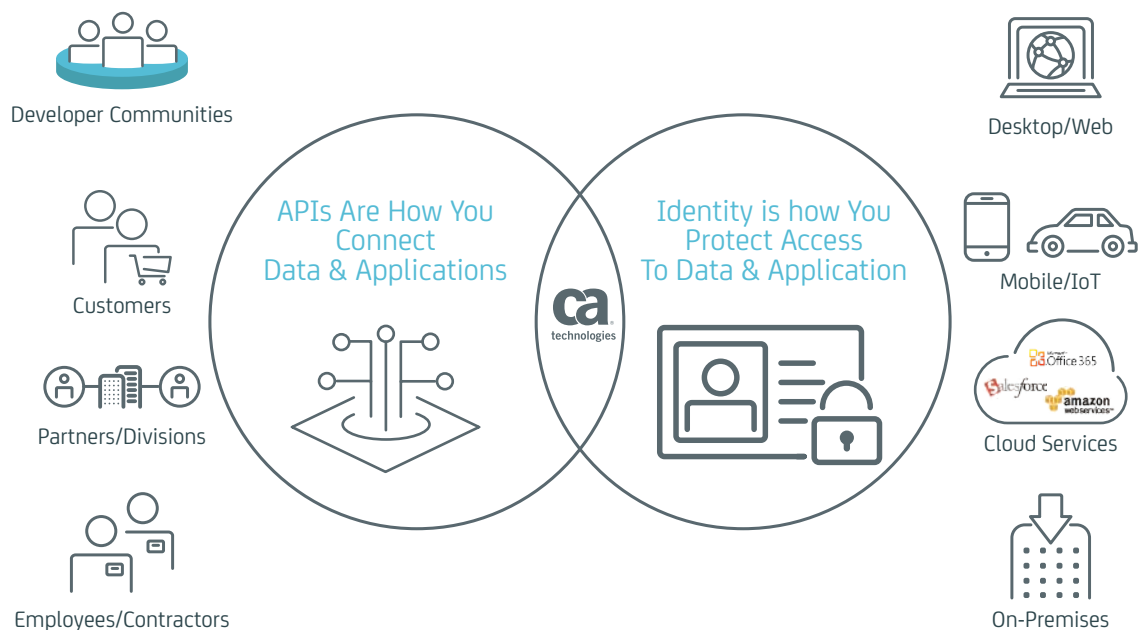 Developer Communities
Customers
Partners/Divisions
Employees/Contractors
APIs Are How You
Connect
Data & Applications
ca
technologies
Identity is how You
Protect Access
To Data & Application
Desktop/Web
Mobile/IoT
Microsoft
Office 365
Salesforce
amazon
web services™
Cloud Services
On-Premises